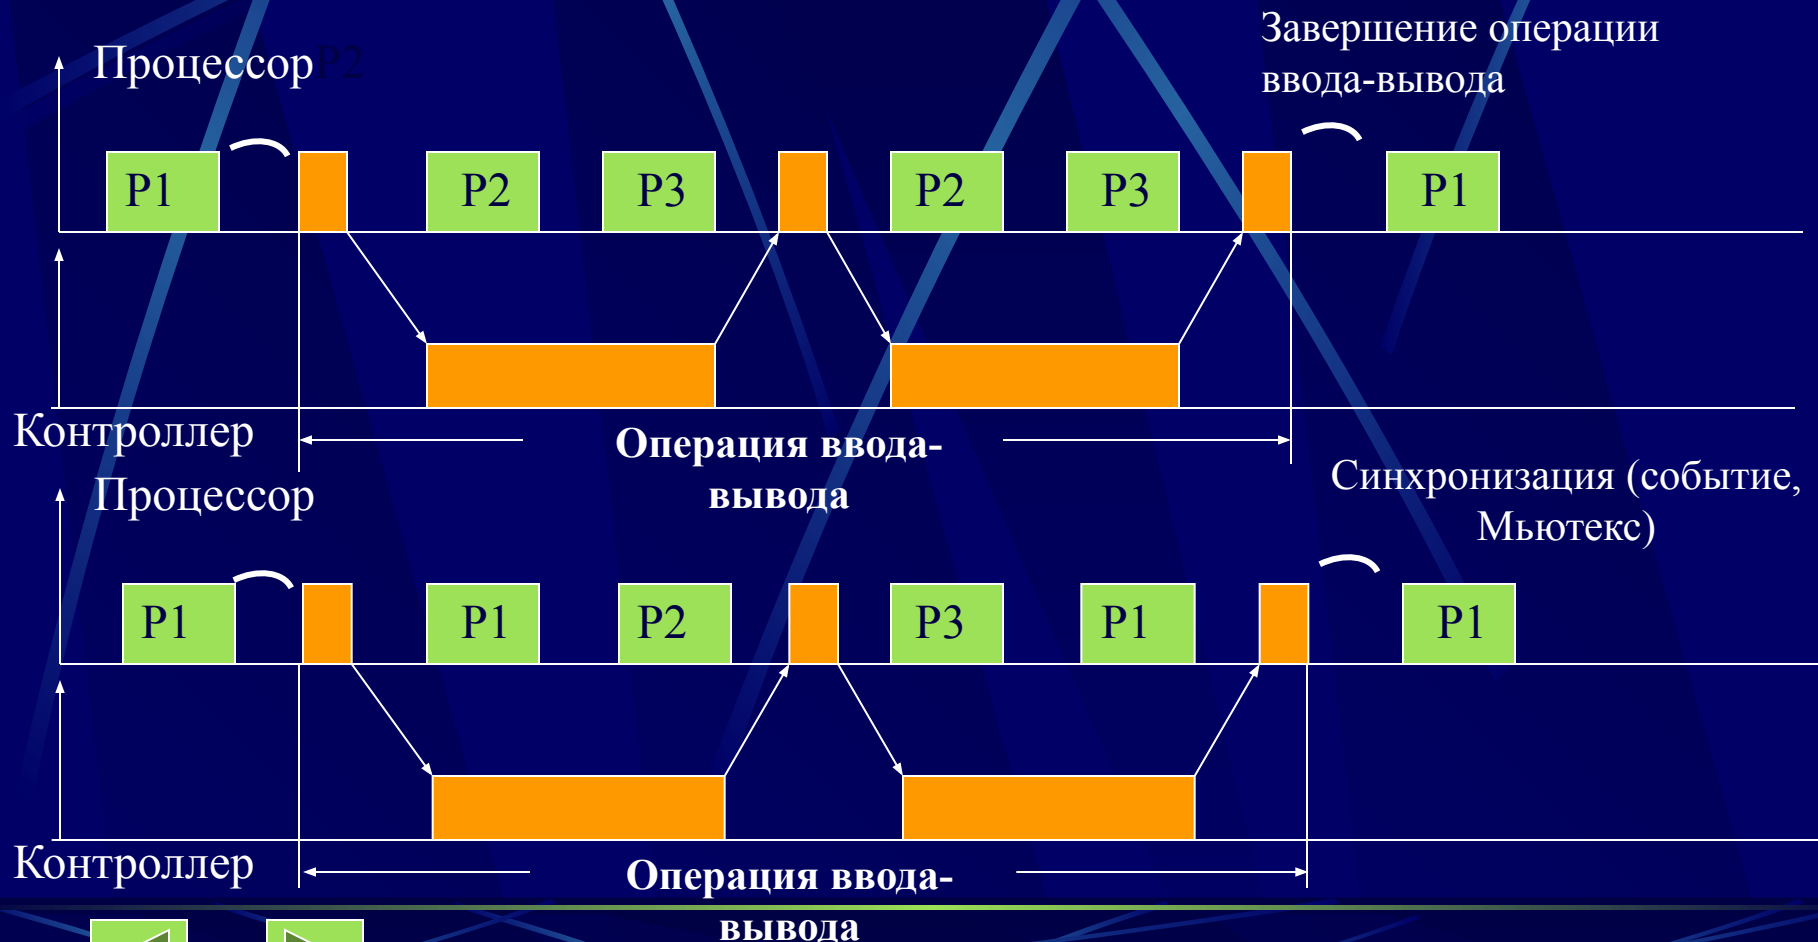 Завершение операции
ввода-вывода
Процессор P2
P1
P2
P3
P2
P3
P1
Контроллер
Операция ввода-
вывода
Синхронизация (событие,
Мьютекс)
Процессор
P1
P1
P2
P3
P1
P1
Контроллер
Операция ввода-
вывода